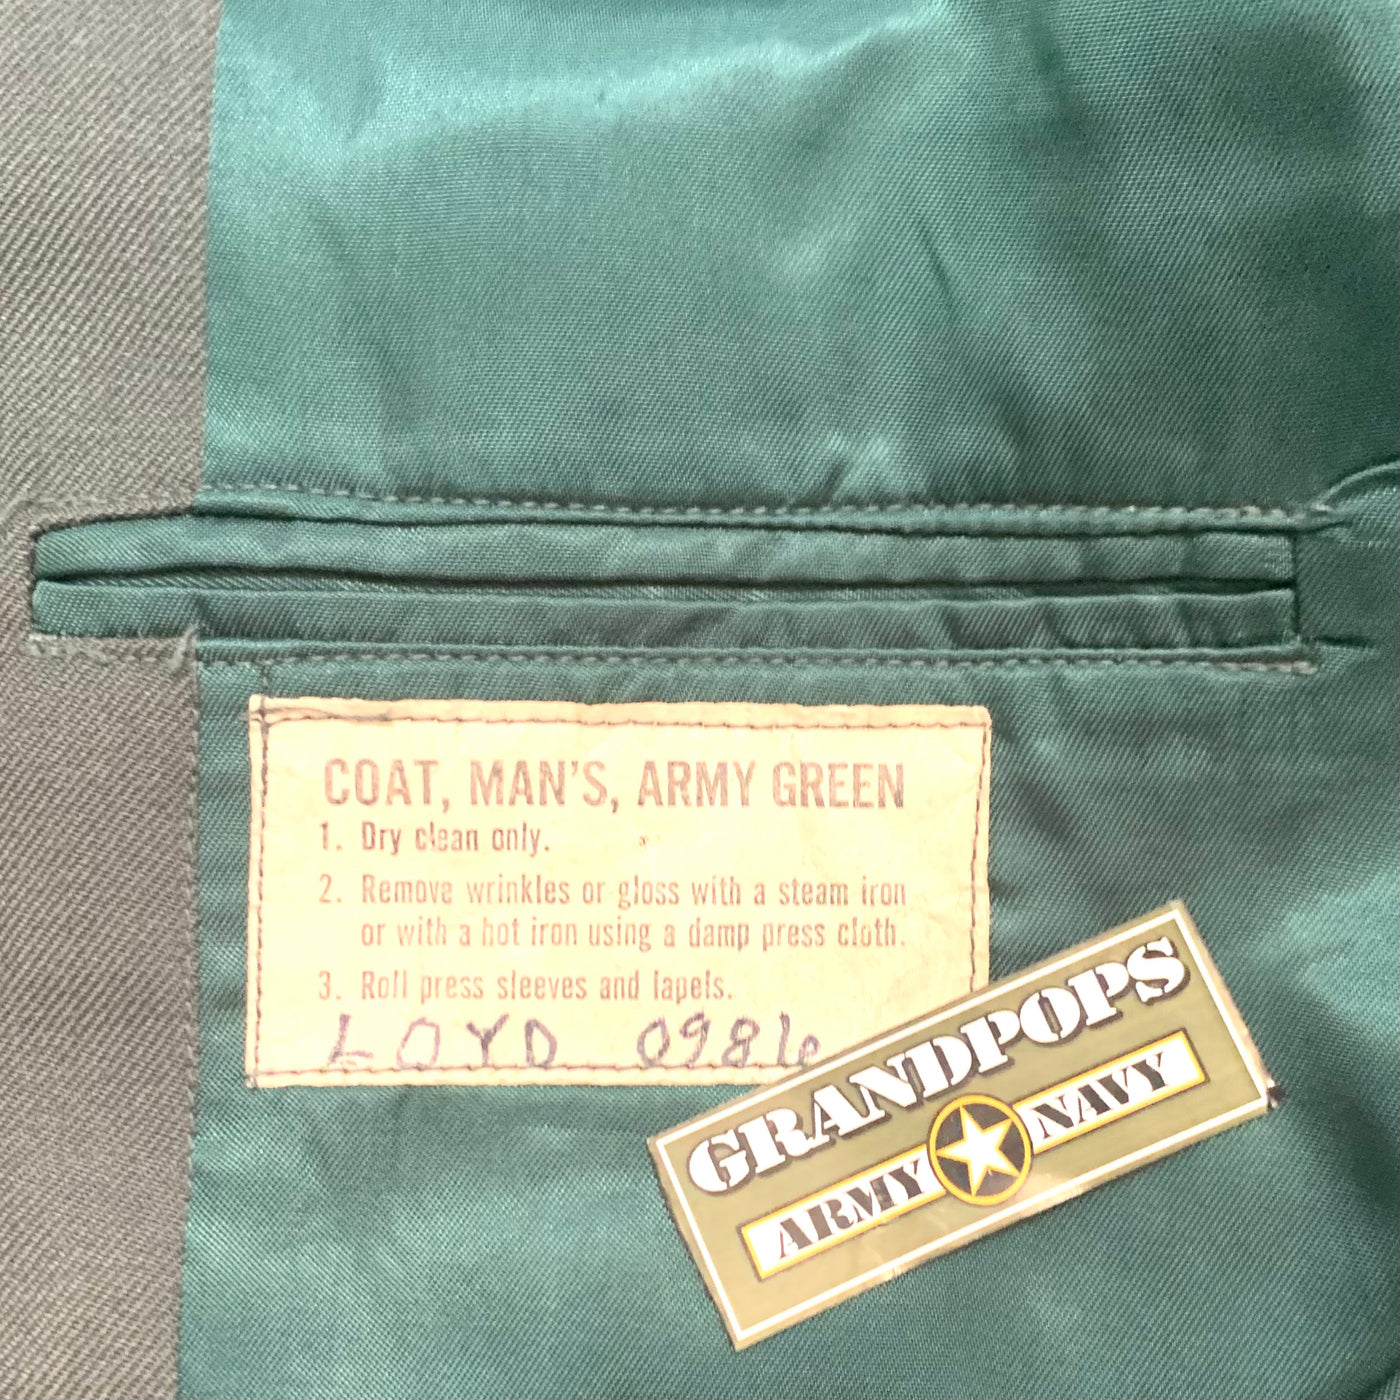 COAT, MAN'S, ARMY GREEN
1. Dry clean only.
2. Remove wrinkles or gloss with a steam iron
or with a hot iron using a damp press cloth.
3. Roll press sleeves and lapels.
LOYD 0986
GRANDPOPS
ARMY NAVY